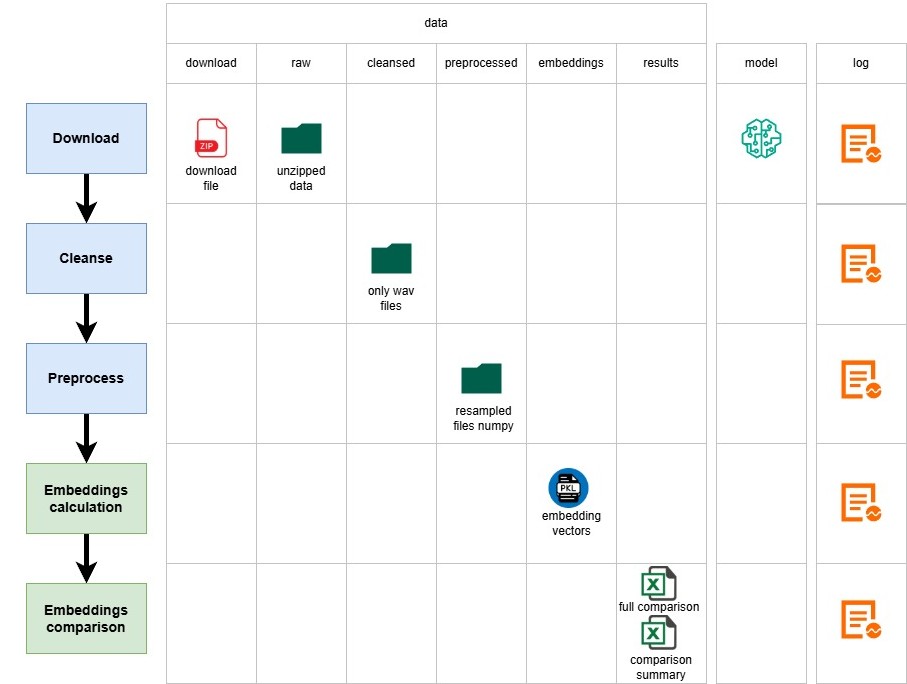 data
download
raw
cleansed
preprocessed
embeddings
results
model
log
Download
ZIP
download
file
unzipped
data
Cleanse
only wav
files
Preprocess
resampled
files numpy
Embeddings
calculation
PKL
embedding
vectors
Embeddings
comparison
X
full comparison
X
comparison
summary